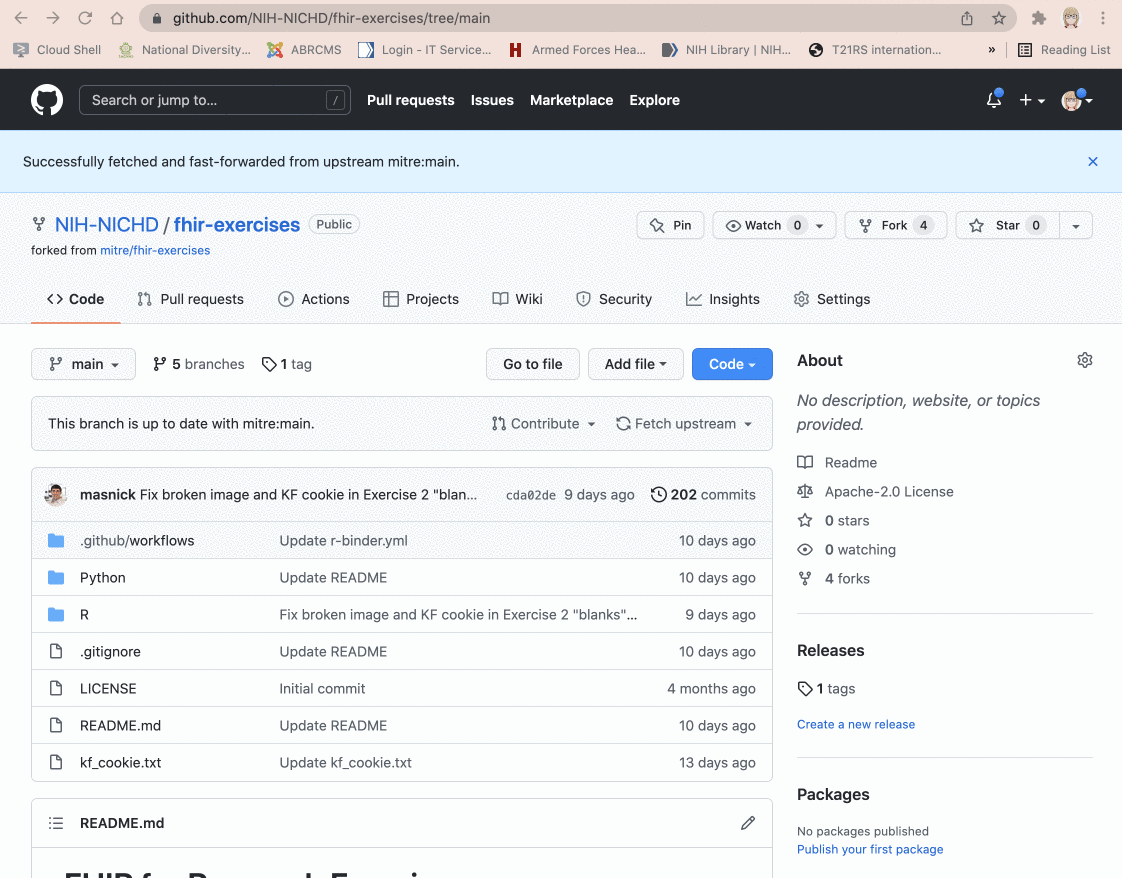 github.com/NIH-NICHD/fhir-exercises/tree/main
Cloud Shell National Diversity... ABRCMS Login - IT Service... Armed Forces Hea... NIH Library | NIH... T21RS internation... » Reading List
Search or jump to... / Pull requests Issues Marketplace Explore
Successfully fetched and fast-forwarded from upstream mitre:main.
NIH-NICHD / fhir-exercises Public Pin Watch 0 Fork 4 Star 0
forked from mitre/fhir-exercises
Code Pull requests Actions Projects Wiki Security Insights Settings
main 5 branches 1 tag Go to file Add file Code
This branch is up to date with mitre:main. Contribute Fetch upstream
masnick Fix broken image and KF cookie in Exercise 2 "blan... cda02de 9 days ago 202 commits
.github/workflows Update r-binder.yml 10 days ago
Python Update README 10 days ago
R Fix broken image and KF cookie in Exercise 2 "blanks"... 9 days ago
.gitignore Update README 10 days ago
LICENSE Initial commit 4 months ago
README.md Update README 10 days ago
kf_cookie.txt Update kf_cookie.txt 13 days ago
README.md
About
No description, website, or topics
provided.
Readme
Apache-2.0 License
0 stars
0 watching
4 forks
Releases
1 tags
Create a new release
Packages
No packages published
Publish your first package